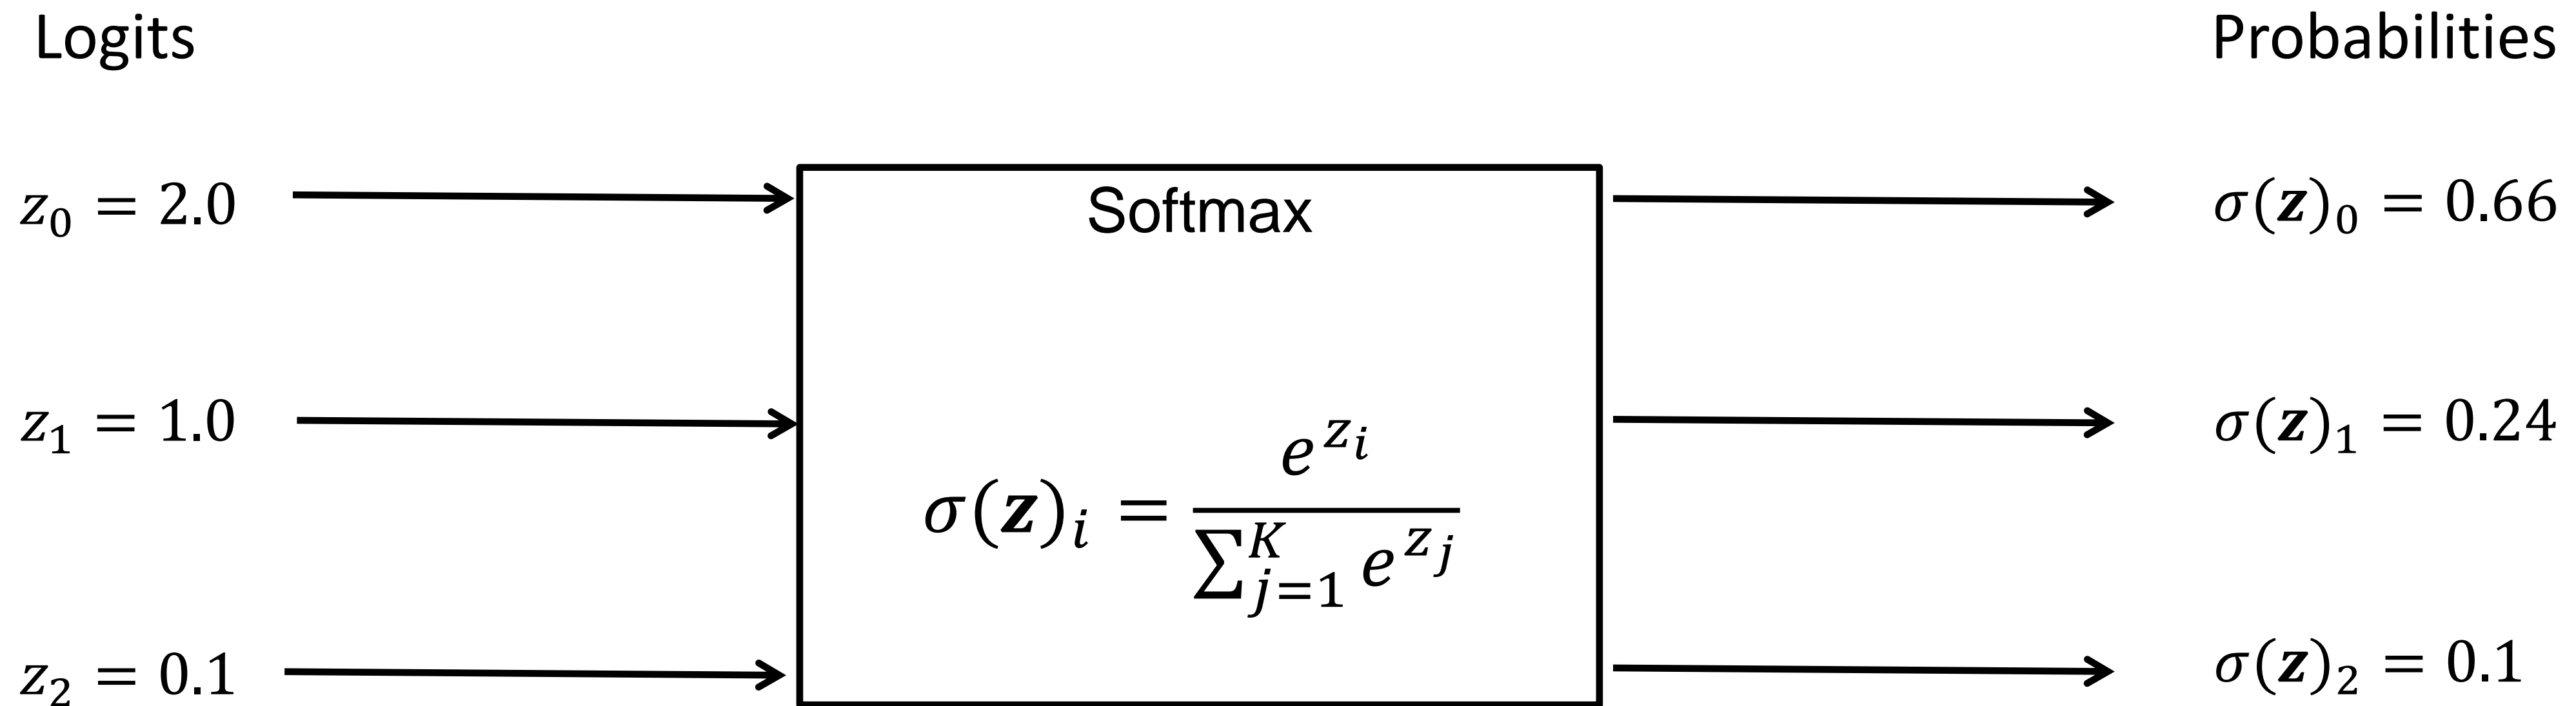 Logits
Probabilities
z₀ = 2.0
Softmax
σ(𝒛)₀ = 0.66
z₁ = 1.0
σ(𝒛)ᵢ = e^{zᵢ} / ∑_{j=1}^{K} e^{zⱼ}
σ(𝒛)₁ = 0.24
z₂ = 0.1
σ(𝒛)₂ = 0.1